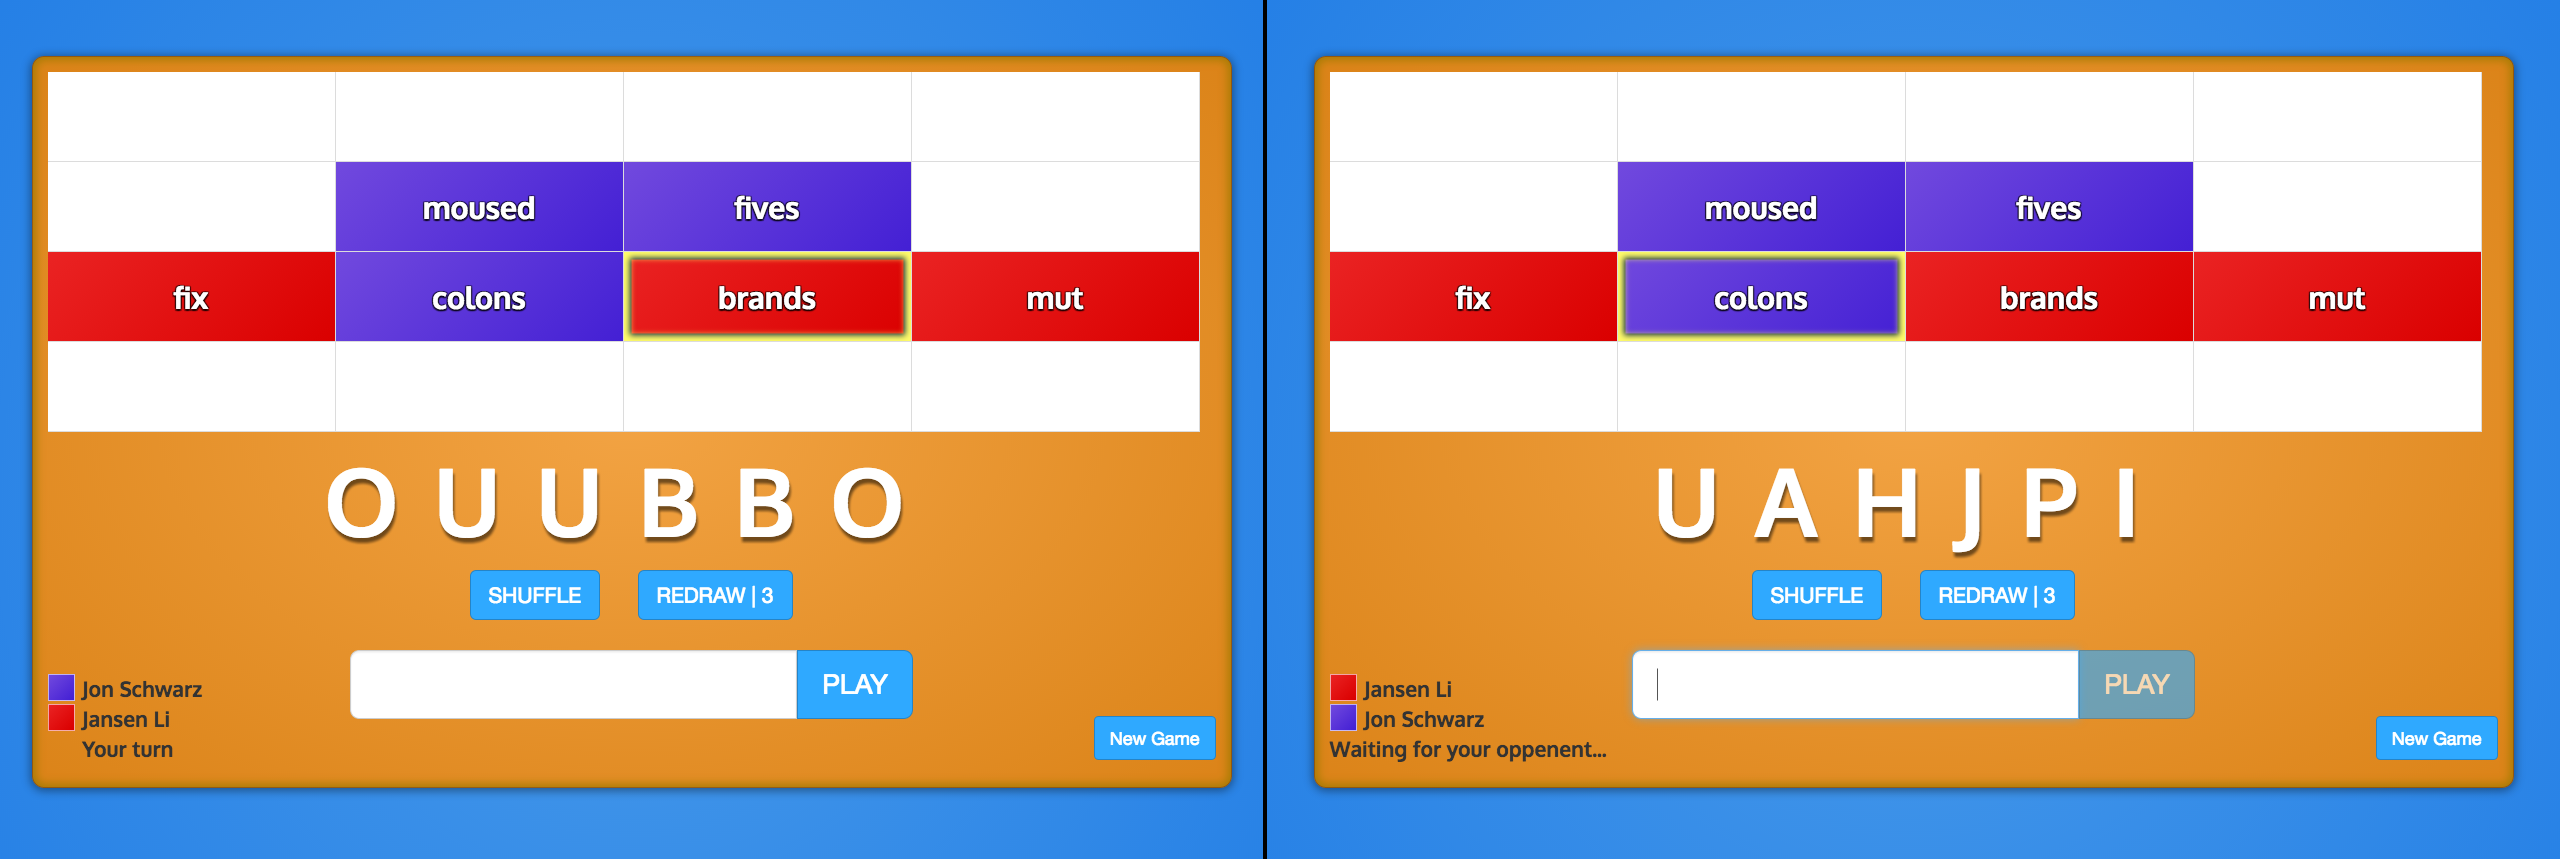 moused fives
fix colons brands mut
O U U B B O
SHUFFLE REDRAW | 3
PLAY
Jon Schwarz
Jansen Li
Your turn
New Game
moused fives
fix colons brands mut
U A H J P I
SHUFFLE REDRAW | 3
PLAY
Jansen Li
Jon Schwarz
Waiting for your oppenent...
New Game